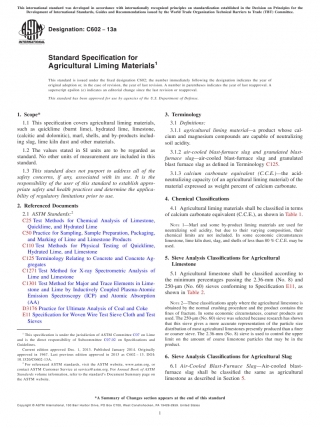 This international standard was developed in accordance with internationally recognized principles on standardization established in the Decision on Principles for the
Development of International Standards, Guides and Recommendations issued by the World Trade Organization Technical Barriers to Trade (TBT) Committee.
ASTM
INTERNATIONAL
Designation: C602 - 13a
Standard Specification for
Agricultural Liming Materials1
This standard is issued under the fixed designation C602; the number immediately following the designation indicates the year of
original adoption or, in the case of revision, the year of last revision. A number in parentheses indicates the year of last reapproval. A
superscript epsilon (ε) indicates an editorial change since the last revision or reapproval.
This standard has been approved for use by agencies of the U.S. Department of Defense.
1. Scope*
1.1 This specification covers agricultural liming materials,
such as quicklime (burnt lime), hydrated lime, limestone,
(calcitic and dolomitic), marl, shells, and by-products includ-
ing slag, lime kiln dust and other materials.
1.2 The values stated in SI units are to be regarded as
standard. No other units of measurement are included in this
standard.
1.3 This standard does not purport to address all of the
safety concerns, if any, associated with its use. It is the
responsibility of the user of this standard to establish appro-
priate safety and health practices and determine the applica-
bility of regulatory limitations prior to use.
2. Referenced Documents
2.1 ASTM Standards:2
C25 Test Methods for Chemical Analysis of Limestone,
Quicklime, and Hydrated Lime
C50 Practice for Sampling, Sample Preparation, Packaging,
and Marking of Lime and Limestone Products
C110 Test Methods for Physical Testing of Quicklime,
Hydrated Lime, and Limestone
C125 Terminology Relating to Concrete and Concrete Ag-
gregates
C1271 Test Method for X-ray Spectrometric Analysis of
Lime and Limestone
C1301 Test Method for Major and Trace Elements in Lime-
stone and Lime by Inductively Coupled Plasma-Atomic
Emission Spectroscopy (ICP) and Atomic Absorption
(AA)
D3176 Practice for Ultimate Analysis of Coal and Coke
E11 Specification for Woven Wire Test Sieve Cloth and Test
Sieves
1 This specification is under the jurisdiction of ASTM Committee C07 on Lime
and is the direct responsibility of Subcommittee C07.02 on Specifications and
Guidelines.
Current edition approved Dec. 1, 2013. Published January 2014. Originally
approved in 1967. Last previous edition approved in 2013 as C602 – 13. DOI:
10.1520/C0602-13A.
2 For referenced ASTM standards, visit the ASTM website, www.astm.org, or
contact ASTM Customer Service at service@astm.org. For Annual Book of ASTM
Standards volume information, refer to the standard's Document Summary page on
the ASTM website.
3. Terminology
3.1 Definitions:
3.1.1 agricultural liming material—a product whose cal-
cium and magnesium compounds are capable of neutralizing
soil acidity.
3.1.2 air-cooled blast-furnace slag and granulated blast-
furnace slag—air-cooled blast-furnace slag and granulated
blast furnace slag as defined in Terminology C125.
3.1.3 calcium carbonate equivalent (C.C.E.)—the acid-
neutralizing capacity of an agricultural liming material of the
material expressed as weight percent of calcium carbonate.
4. Chemical Classifications
4.1 Agricultural liming materials shall be classified in terms
of calcium carbonate equivalent (C.C.E.), as shown in Table 1.
NOTE 1—Marl and some by-product liming materials are used for
neutralizing soil acidity, but due to their varying composition, their
chemical limits are not included. In some circumstances limestones
limestones, lime kiln dust, slag, and shells of less than 80 % C.C.E. may be
used.
5. Sieve Analysis Classifications for Agricultural
Limestone
5.1 Agricultural limestone shall be classified according to
the minimum percentages passing the 2.36-mm (No. 8) and
250-μm (No. 60) sieves conforming to Specification E11, as
shown in Table 2.
NOTE 2—These classifications apply where the agricultural limestone is
obtained by the normal crushing procedure and the product contains the
fines of fracture. In some economic circumstances, coarser products are
used. The 250-μm (No. 60) sieve was selected because research has shown
that this sieve gives a more accurate representation of the particle size
distribution of most agricultural limestones presently produced than a finer
or coarser sieve. The 2.36-mm (No. 8) sieve is used to control the upper
limit on the amount of coarse limestone particles that may be in the
product.
6. Sieve Analysis Classifications for Agricultural Slag
6.1 Air-Cooled Blast-Furnace Slag—Air-cooled blast-
furnace slag shall be classified the same as agricultural
limestone as described in Section 5.
*A Summary of Changes section appears at the end of this standard
Copyright © ASTM International, 100 Barr Harbor Drive, PO Box C700, West Conshohocken, PA 19428-2959. United States
1